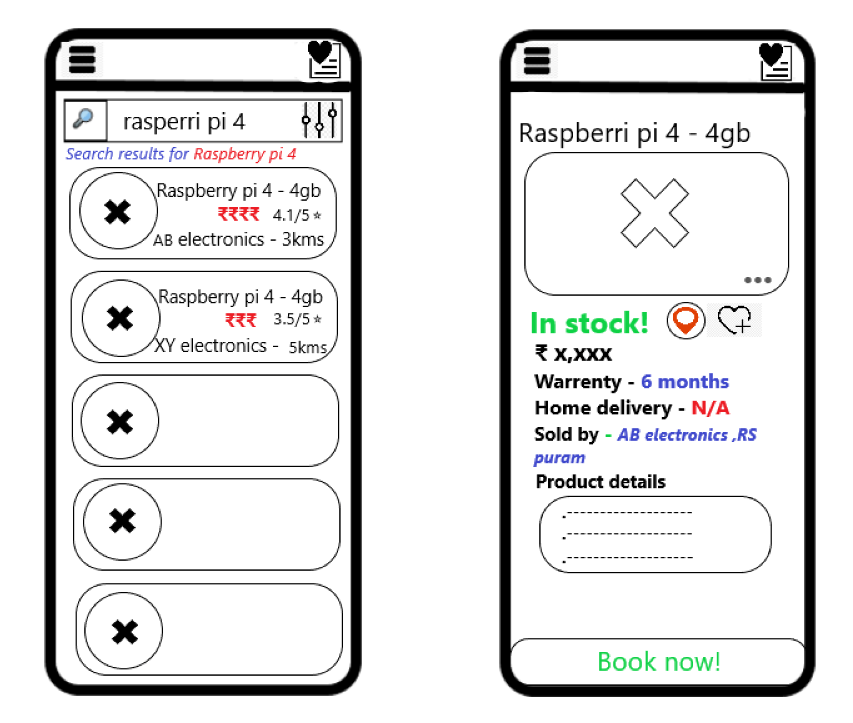 rasperri pi 4
Search results for Raspberry pi 4
Raspberry pi 4 - 4gb
₹₹₹₹ 4.1/5 ⭐
AB electronics - 3kms
Raspberry pi 4 - 4gb
₹₹₹ 3.5/5 ⭐
XY electronics - 5kms
Raspberri pi 4 - 4gb
In stock!
₹ x,xxx
Warrenty - 6 months
Home delivery - N/A
Sold by - AB electronics ,RS
puram
Product details
.-------------------
.-------------------
.-------------------
Book now!